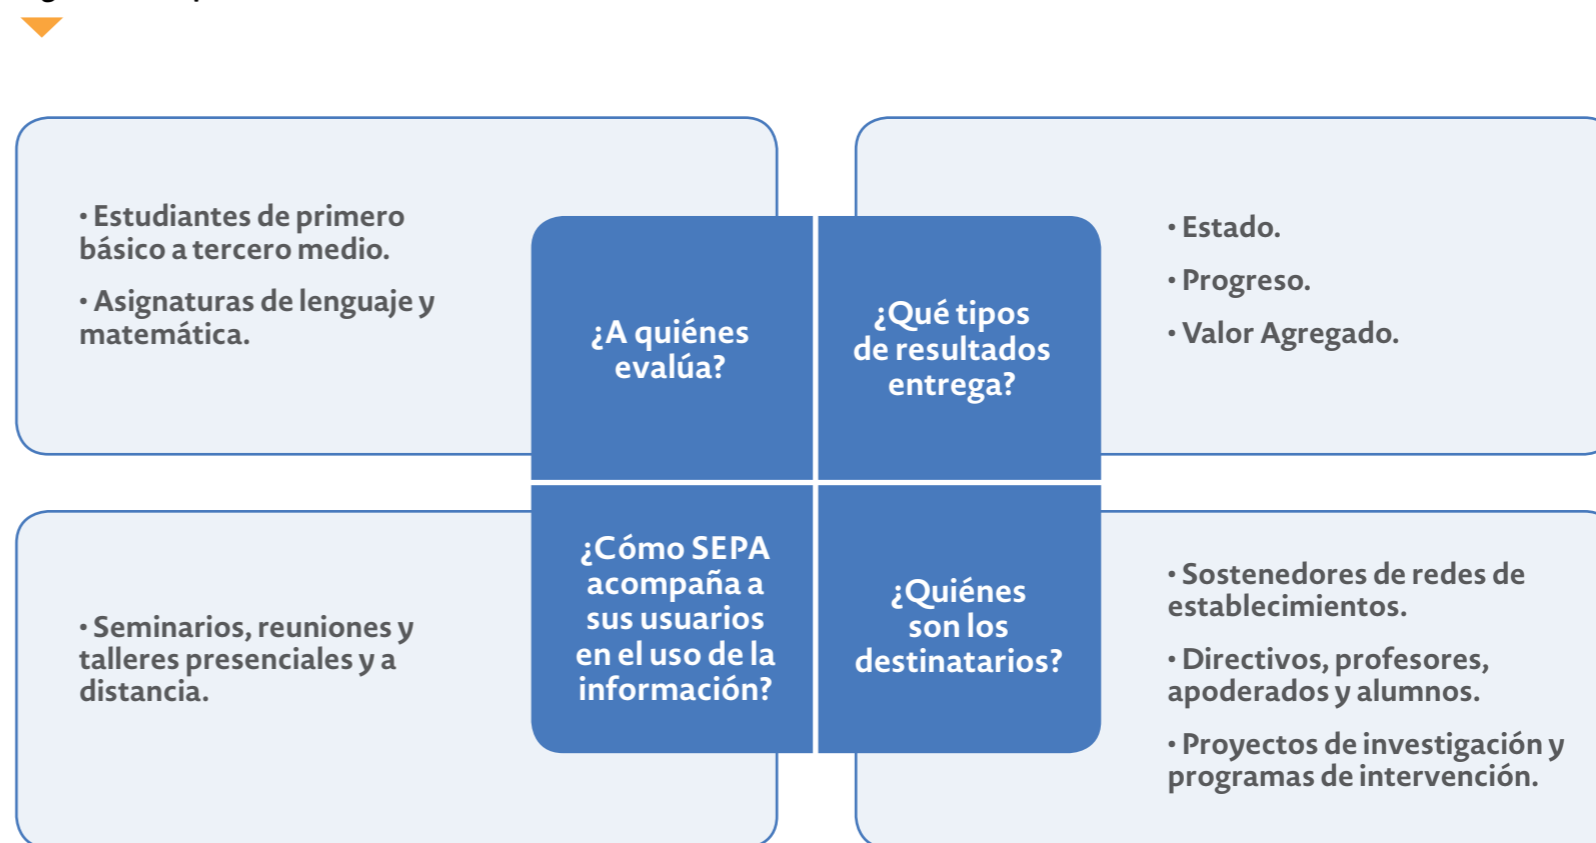 • Estudiantes de primero
básico a tercero medio.
• Asignaturas de lenguaje y
matemática.
¿A quiénes
evalúa?
¿Qué tipos
de resultados
entrega?
• Estado.
• Progreso.
• Valor Agregado.
• Seminarios, reuniones y
talleres presenciales y a
distancia.
¿Cómo SEPA
acompaña a
sus usuarios
en el uso de la
información?
¿Quiénes
son los
destinatarios?
• Sostenedores de redes de
establecimientos.
• Directivos, profesores,
apoderados y alumnos.
• Proyectos de investigación y
programas de intervención.